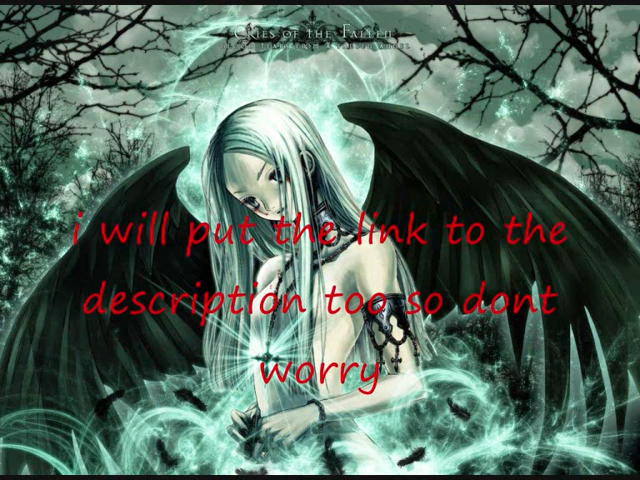 Cries of the Fallen
i will put the link to the
description too so dont
worry